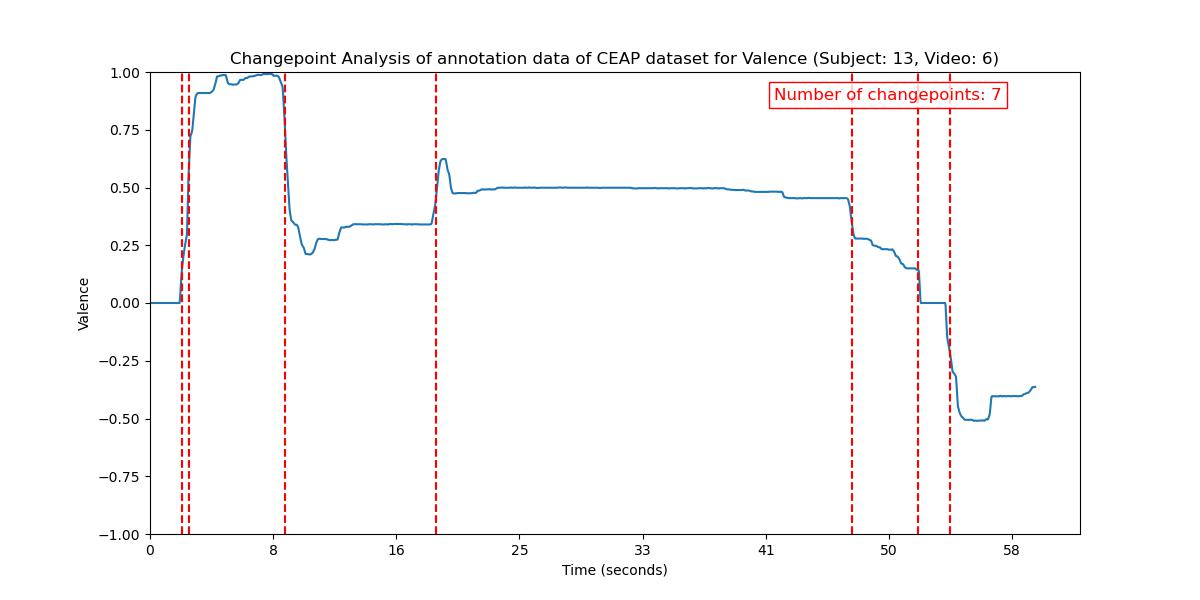 Changepoint Analysis of annotation data of CEAP dataset for Valence (Subject: 13, Video: 6)
Number of changepoints: 7
Valence
1.00
0.75
0.50
0.25
0.00
−0.25
−0.50
−0.75
−1.00
0 8 16 25 33 41 50 58
Time (seconds)